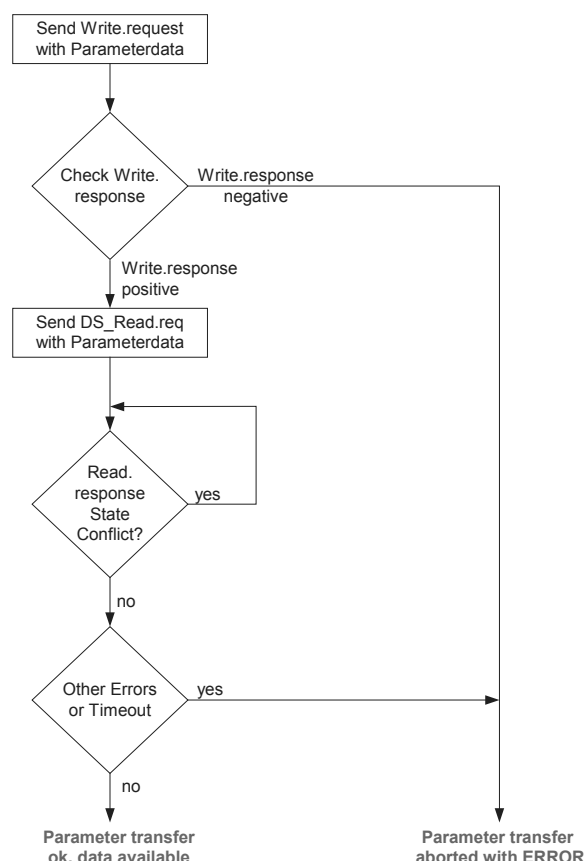 Send Write.request
with Parameterdata
Check Write.
response
Write.response
negative
Write.response
positive
Send DS_Read.req
with Parameterdata
Read.
response
State
Conflict?
yes
no
Other Errors
or Timeout
yes
no
Parameter transfer
ok, data available
Parameter transfer
aborted with ERROR